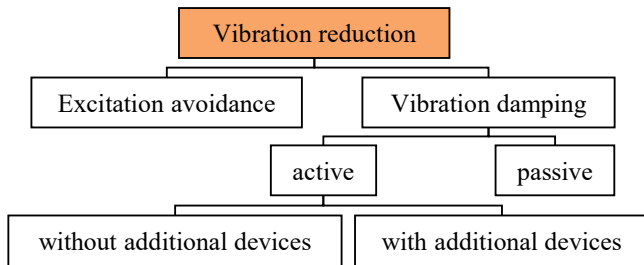 Vibration reduction
Excitation avoidance
Vibration damping
active
passive
without additional devices
with additional devices